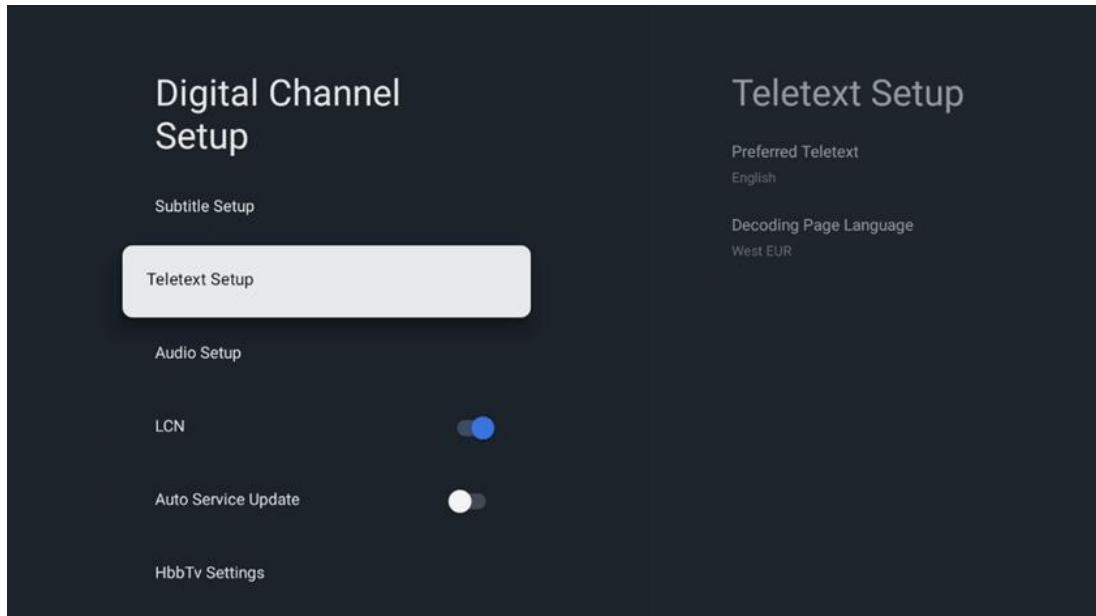 Digital Channel
Setup
Subtitle Setup
Teletext Setup
Audio Setup
LCN
Auto Service Update
HbbTv Settings
Teletext Setup
Preferred Teletext
English
Decoding Page Language
West EUR